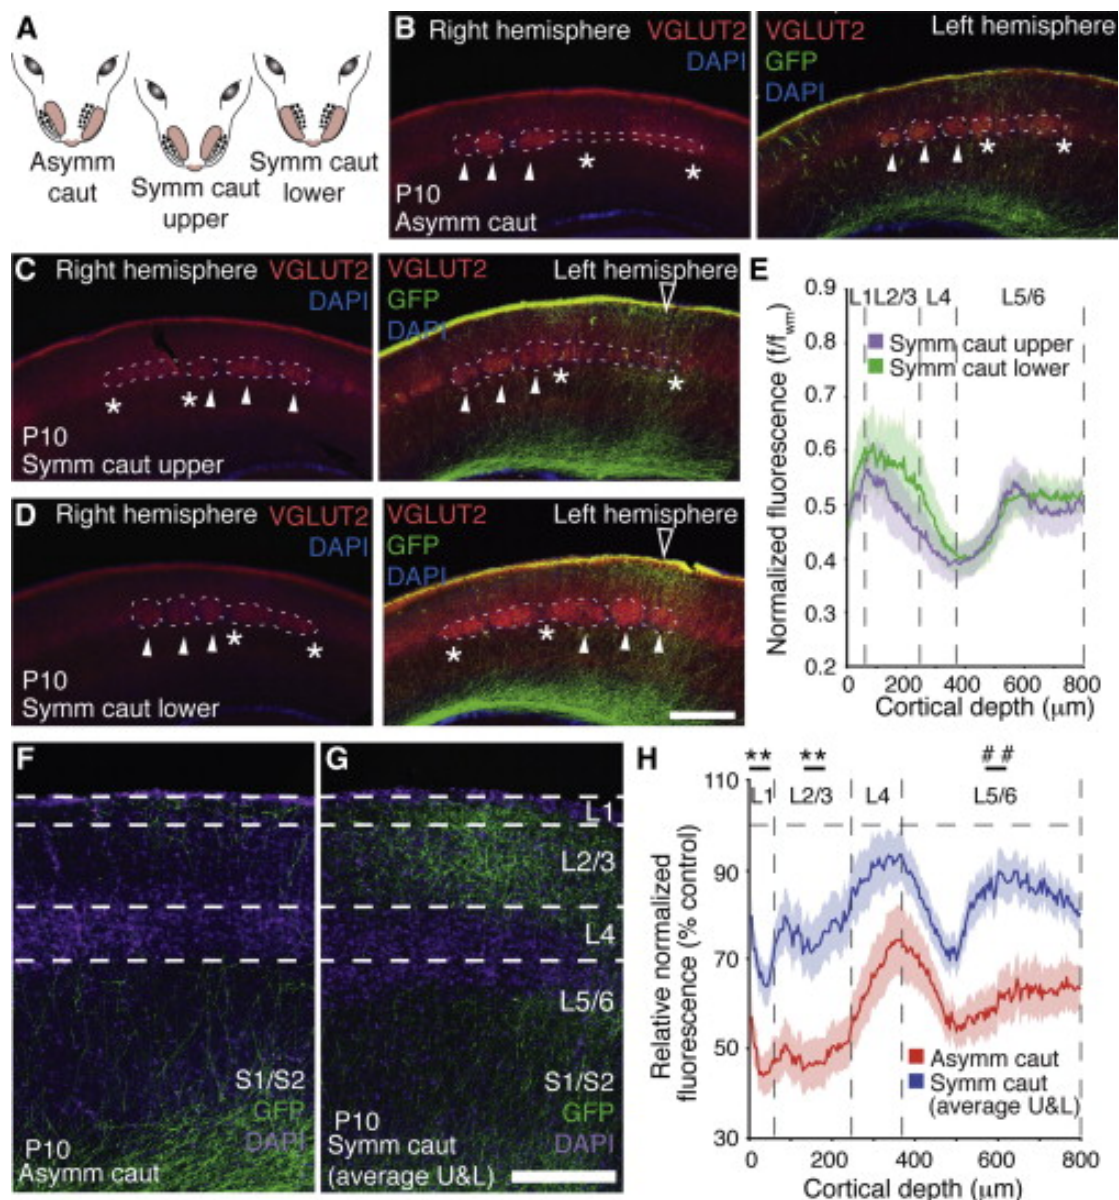 A
Asymm
caut
Symm caut
upper
Symm caut
lower
B Right hemisphere VGLUT2
DAPI
P10
Asymm caut
VGLUT2 Left hemisphere
GFP
DAPI
* *
* *
C Right hemisphere VGLUT2
DAPI
P10
Symm caut upper
VGLUT2 Left hemisphere
GFP
DAPI
* *
* *
D Right hemisphere VGLUT2
DAPI
P10
Symm caut lower
VGLUT2 Left hemisphere
GFP
DAPI
* *
* *
E
L1 L2/3 L4 L5/6
Symm caut upper
Symm caut lower
Normalized fluorescence (f/fwm)
0.9
0.8
0.7
0.6
0.5
0.4
0.3
0.2
0 200 400 600 800
Cortical depth (μm)
F
S1/S2
GFP
DAPI
P10
Asymm caut
G
L1
L2/3
L4
L5/6
S1/S2
GFP
DAPI
P10
Symm caut
(average U&L)
H
** ** ##
L1 L2/3 L4 L5/6
Relative normalized
fluorescence (% control)
110
90
70
50
30
Asymm caut
Symm caut
(average U&L)
0 200 400 600 800
Cortical depth (μm)